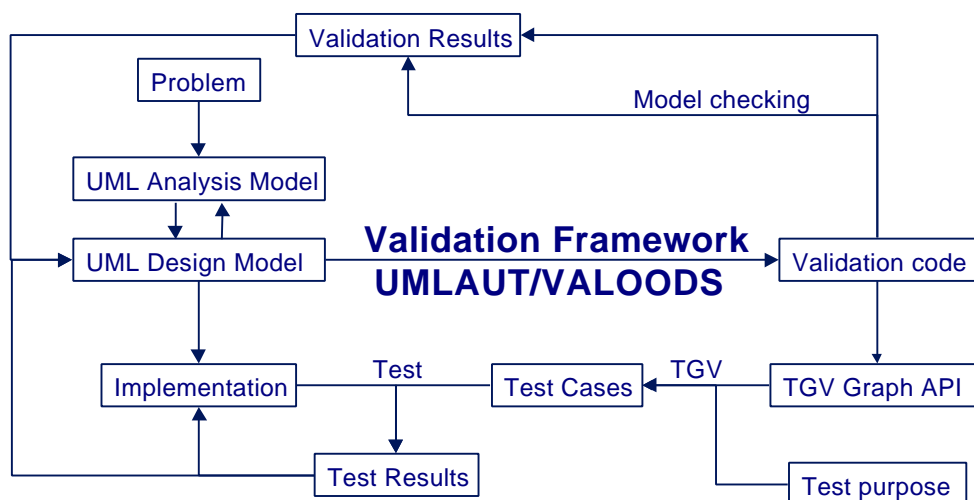 Validation Results
Problem
Model checking
UML Analysis Model
Validation Framework
UML Design Model
Validation code
UMLAUT/VALOODS
Test
TGV
Implementation
Test Cases
TGV Graph API
Test Results
Test purpose